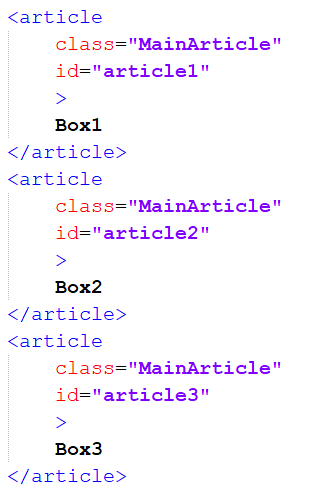 <article
class="MainArticle"
id="article1"
>
Box1
</article>
<article
class="MainArticle"
id="article2"
>
Box2
</article>
<article
class="MainArticle"
id="article3"
>
Box3
</article>